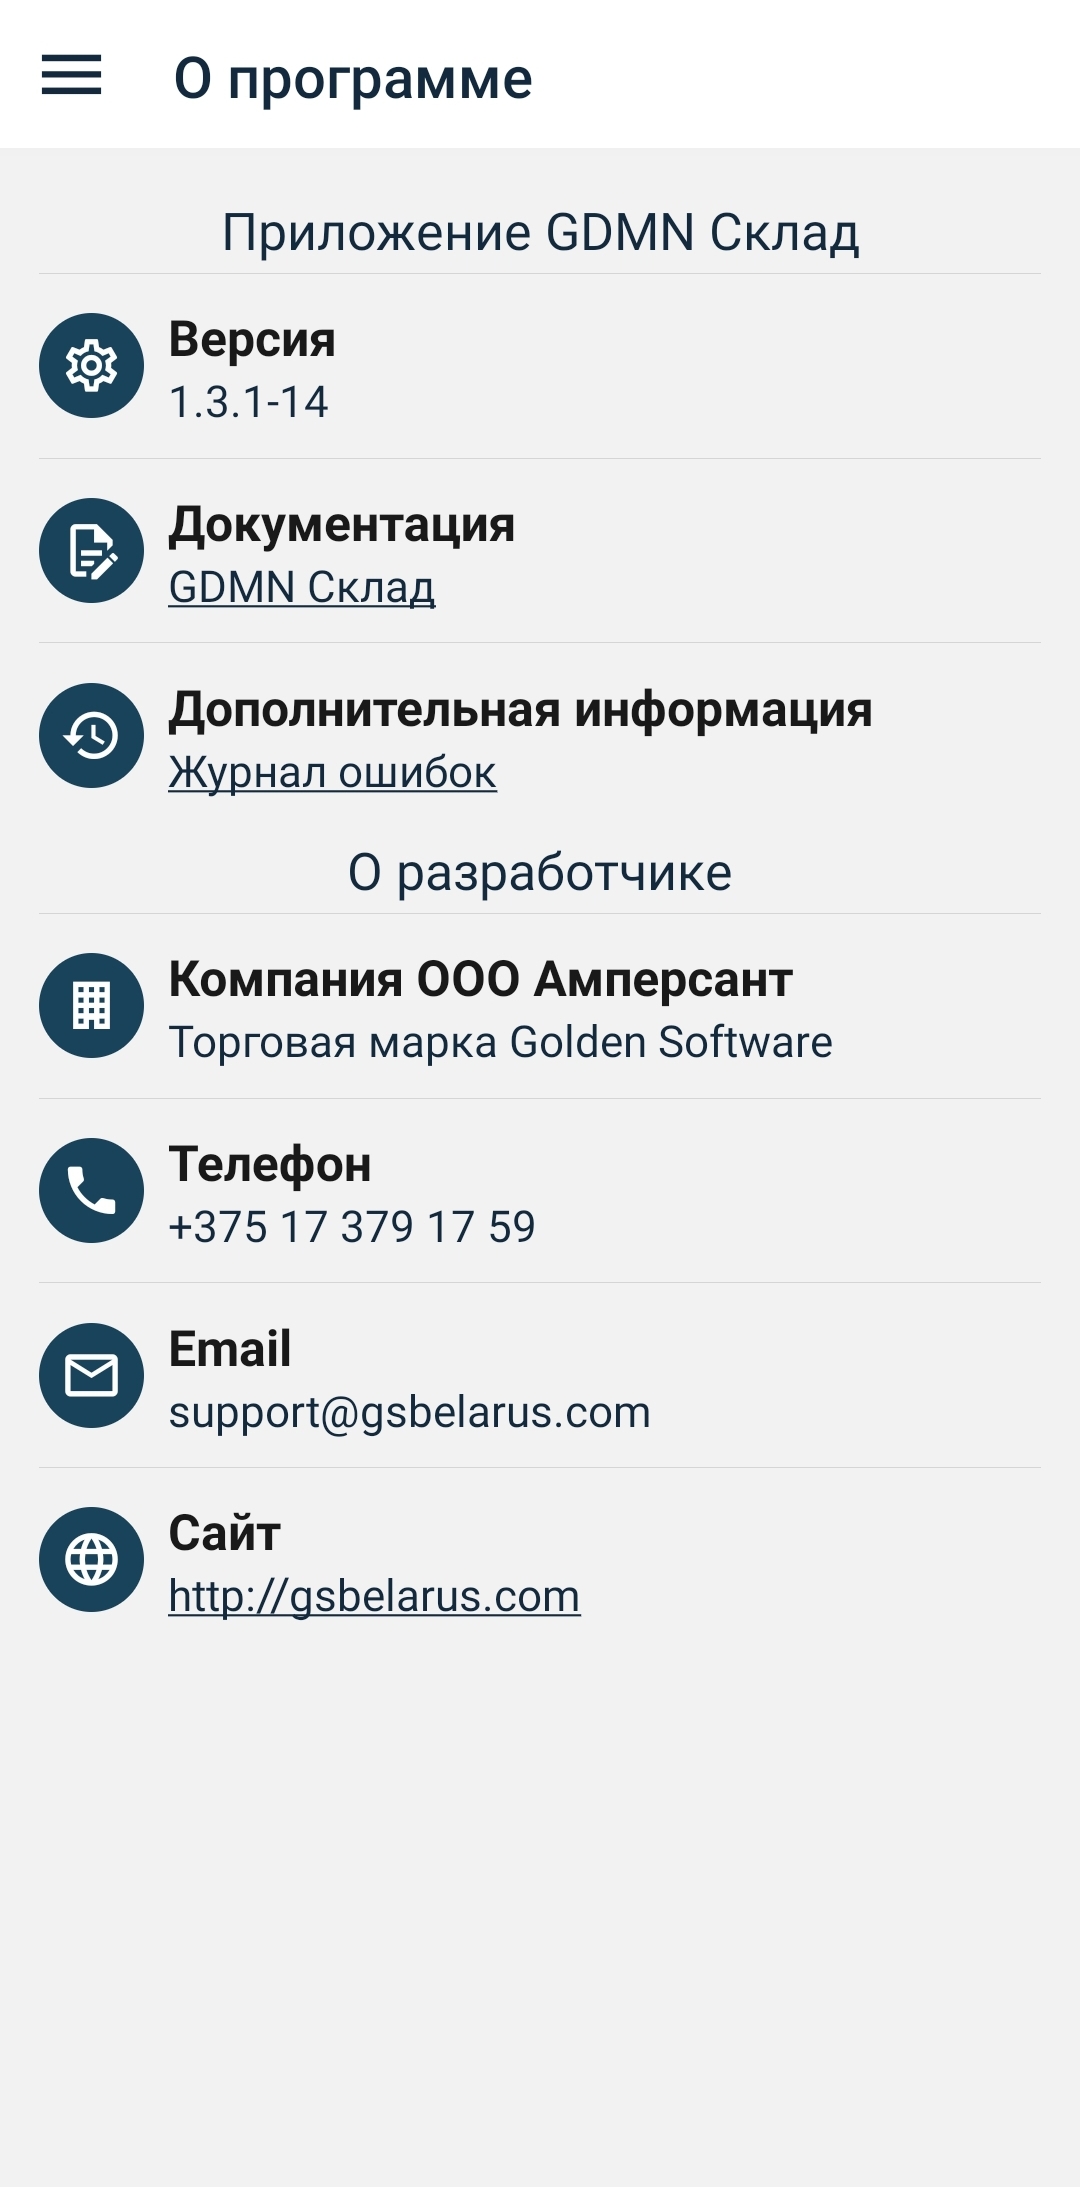 О программе
Приложение GDMN Склад
Версия
1.3.1-14
Документация
GDMN Склад
Дополнительная информация
Журнал ошибок
О разработчике
Компания ООО Амперсант
Торговая марка Golden Software
Телефон
+375 17 379 17 59
Email
support@gsbelarus.com
Сайт
http://gsbelarus.com